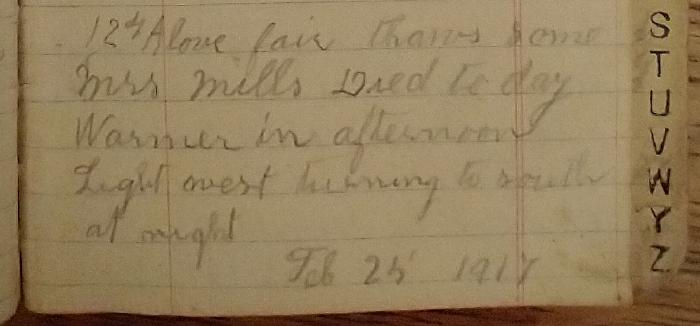 12th Above fair thaws some
Mrs Mills Died to day
Warmer in afternoon
Light west turning to south
at night
Feb 25 1917
S
T
U
V
W
Y
Z